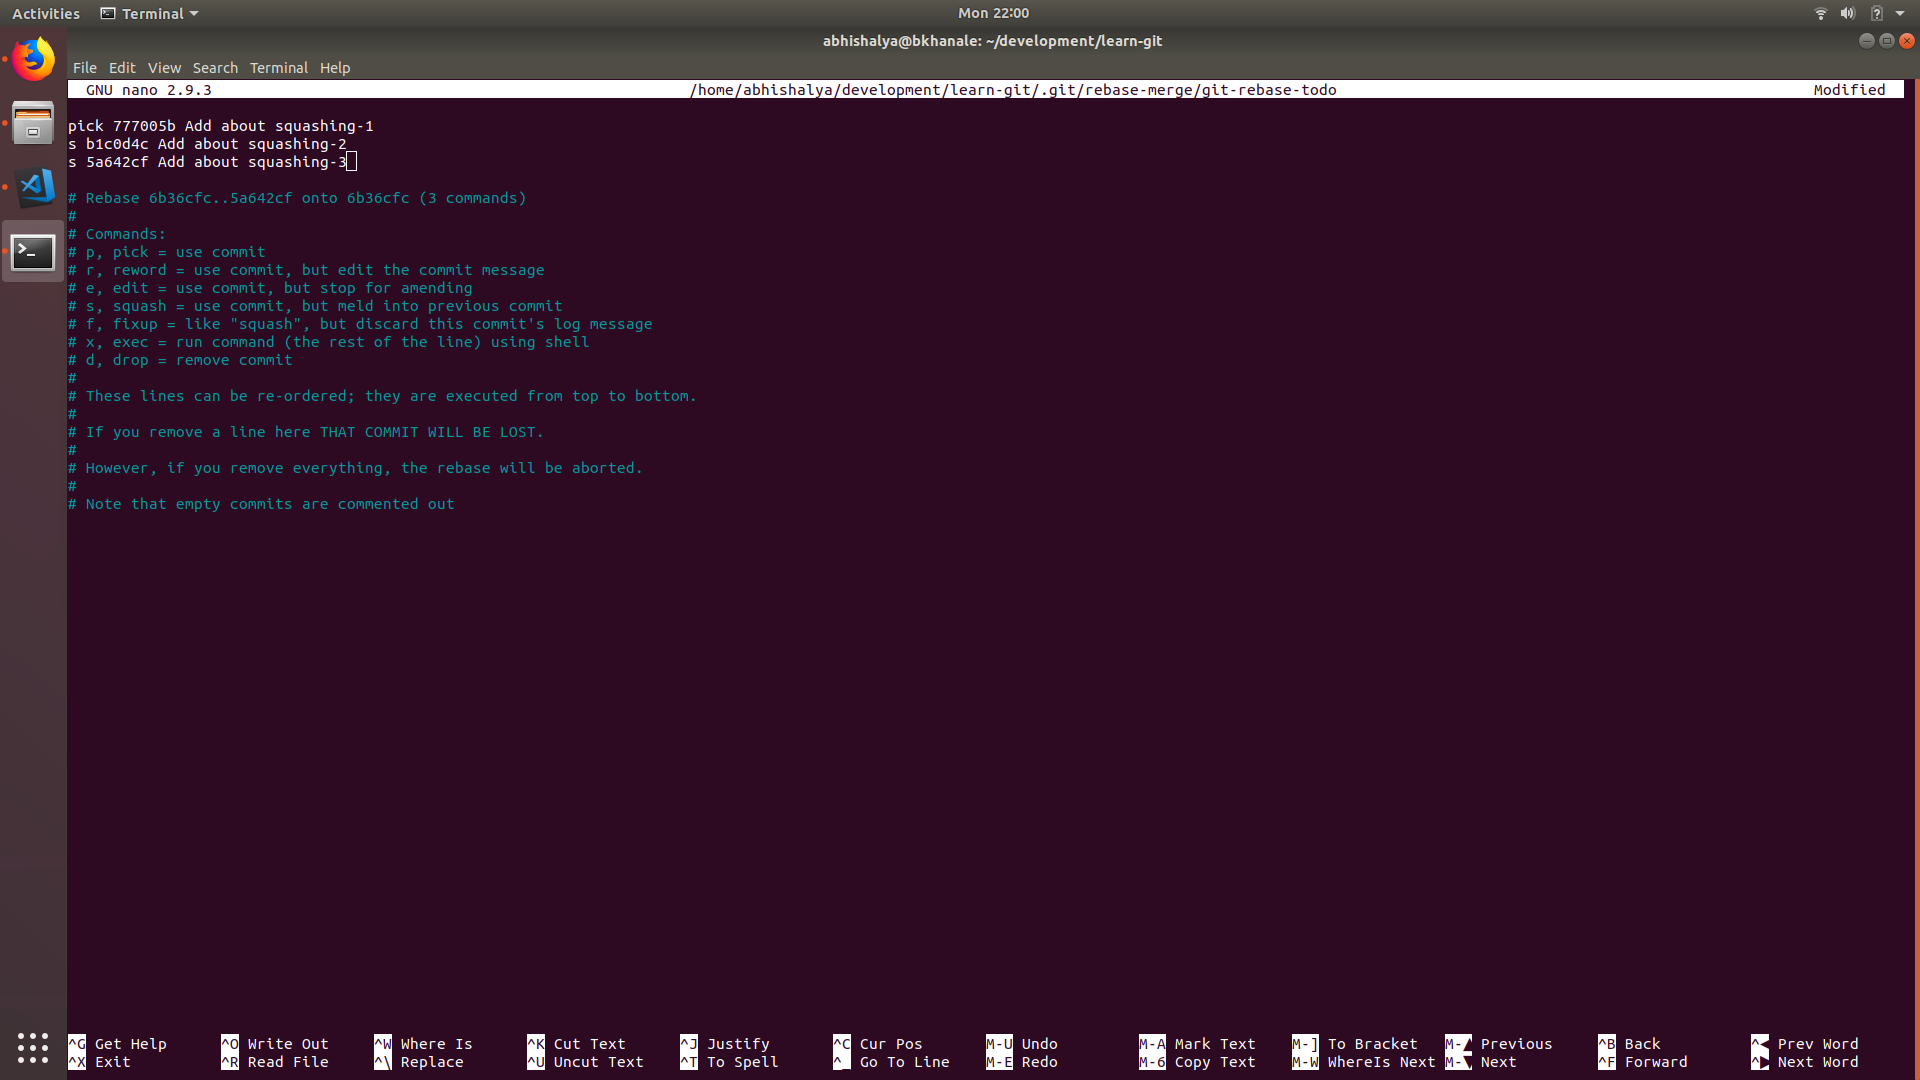 Activities Terminal Mon 22:00
abhishalya@bkhanale: ~/development/learn-git
File Edit View Search Terminal Help
GNU nano 2.9.3 /home/abhishalya/development/learn-git/.git/rebase-merge/git-rebase-todo Modified
pick 777005b Add about squashing-1
s b1c0d4c Add about squashing-2
s 5a642cf Add about squashing-3
# Rebase 6b36cfc..5a642cf onto 6b36cfc (3 commands)
#
# Commands:
# p, pick = use commit
# r, reword = use commit, but edit the commit message
# e, edit = use commit, but stop for amending
# s, squash = use commit, but meld into previous commit
# f, fixup = like "squash", but discard this commit's log message
# x, exec = run command (the rest of the line) using shell
# d, drop = remove commit
#
# These lines can be re-ordered; they are executed from top to bottom.
#
# If you remove a line here THAT COMMIT WILL BE LOST.
#
# However, if you remove everything, the rebase will be aborted.
#
# Note that empty commits are commented out
^G Get Help ^O Write Out ^W Where Is ^K Cut Text ^J Justify ^C Cur Pos M-U Undo M-A Mark Text M-] To Bracket M-▲ Previous ^B Back ^◀ Prev Word
^X Exit ^R Read File ^\ Replace ^U Uncut Text ^T To Spell ^_ Go To Line M-E Redo M-6 Copy Text M-W WhereIs Next M-▼ Next ^F Forward ^▶ Next Word